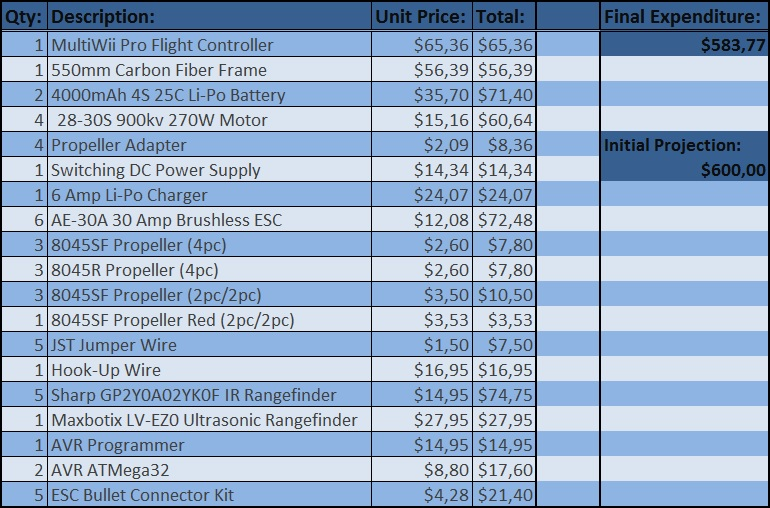 Qty: Description: Unit Price: Total: Final Expenditure:
1 MultiWii Pro Flight Controller $65,36 $65,36 $583,77
1 550mm Carbon Fiber Frame $56,39 $56,39
2 4000mAh 4S 25C Li-Po Battery $35,70 $71,40
4 28-30S 900kv 270W Motor $15,16 $60,64
4 Propeller Adapter $2,09 $8,36 Initial Projection:
1 Switching DC Power Supply $14,34 $14,34 $600,00
1 6 Amp Li-Po Charger $24,07 $24,07
6 AE-30A 30 Amp Brushless ESC $12,08 $72,48
3 8045SF Propeller (4pc) $2,60 $7,80
3 8045R Propeller (4pc) $2,60 $7,80
3 8045SF Propeller (2pc/2pc) $3,50 $10,50
1 8045SF Propeller Red (2pc/2pc) $3,53 $3,53
5 JST Jumper Wire $1,50 $7,50
1 Hook-Up Wire $16,95 $16,95
5 Sharp GP2Y0A02YK0F IR Rangefinder $14,95 $74,75
1 Maxbotix LV-EZ0 Ultrasonic Rangefinder $27,95 $27,95
1 AVR Programmer $14,95 $14,95
2 AVR ATMega32 $8,80 $17,60
5 ESC Bullet Connector Kit $4,28 $21,40